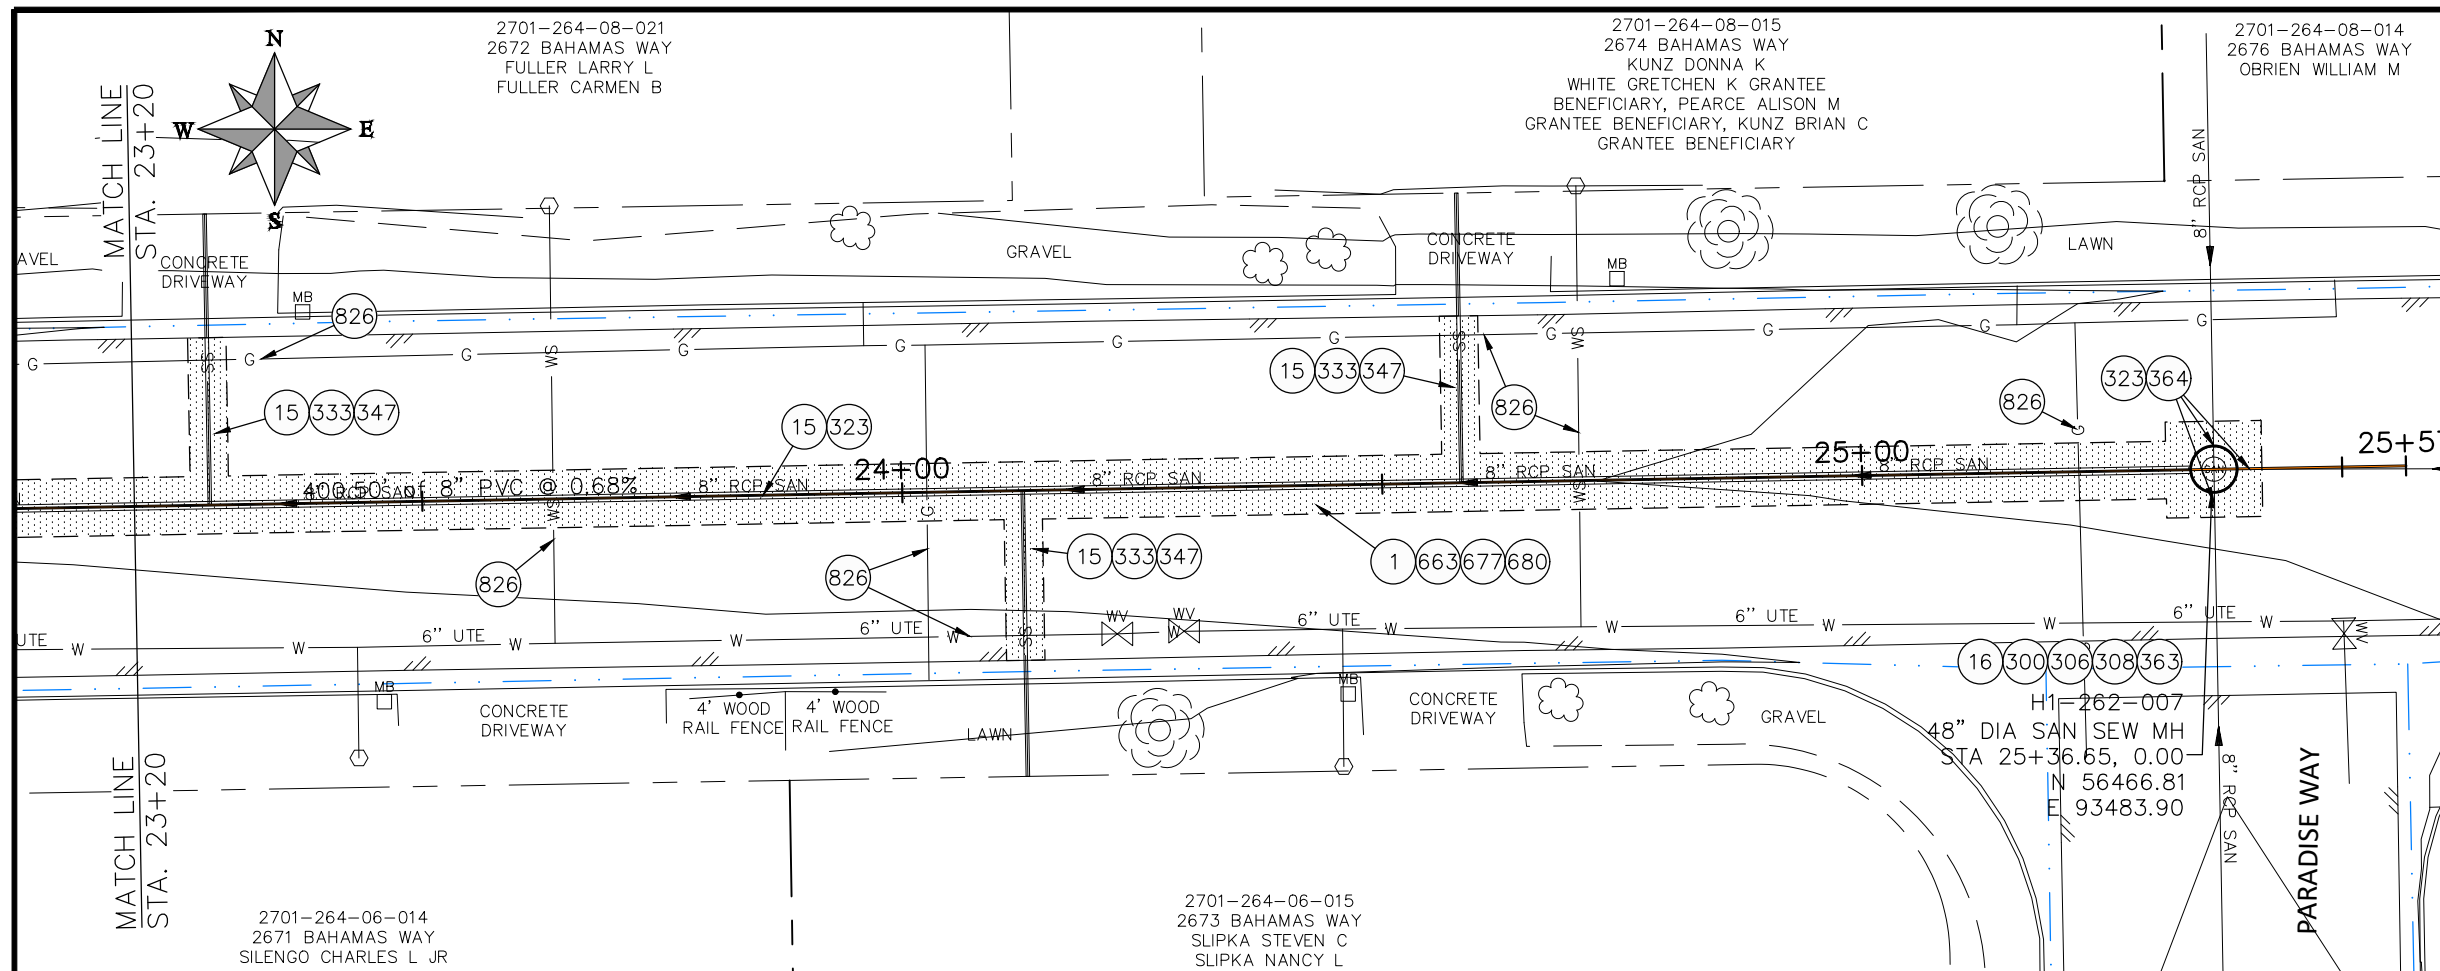 2701-264-08-021
2672 BAHAMAS WAY
FULLER LARRY L
FULLER CARMEN B
2701-264-08-015
2674 BAHAMAS WAY
KUNZ DONNA K
WHITE GRETCHEN K GRANTEE
BENEFICIARY, PEARCE ALISON M
GRANTEE BENEFICIARY, KUNZ BRIAN C
GRANTEE BENEFICIARY
2701-264-08-014
2676 BAHAMAS WAY
OBRIEN WILLIAM M
N
W
E
S
MATCH LINE
STA. 23+20
8" RCP SAN
AVEL
CONCRETE
DRIVEWAY
GRAVEL
CONCRETE
DRIVEWAY
LAWN
MB
MB
826
G
G
G
G
G
G
G
G
G
G
G
SS
WS
SS
WS
15 333 347
15 323
15 333 347
826
826
323 364
G
24+00
25+00
25+5
400.50' of 8" PVC @ 0.68%
8" RCP SAN
8" RCP SAN
8" RCP SAN
8" RCP SAN
8" RCP SAN
WS
G
WS
826
826
15 333 347
1 663 677 680
SS
WV
WV
UTE
W
W
6" UTE
W
W
6" UTE
W
W
6" UTE
W
W
6" UTE
W
W
6" UTE
W
W
16 300 306 308 363
H1-262-007
48" DIA SAN SEW MH
STA 25+36.65, 0.00
N 56466.81
E 93483.90
MB
CONCRETE
DRIVEWAY
4' WOOD
RAIL FENCE
4' WOOD
RAIL FENCE
LAWN
MB
CONCRETE
DRIVEWAY
GRAVEL
8" RCP SAN
PARADISE WAY
MATCH LINE
STA. 23+20
2701-264-06-014
2671 BAHAMAS WAY
SILENGO CHARLES L JR
2701-264-06-015
2673 BAHAMAS WAY
SLIPKA STEVEN C
SLIPKA NANCY L